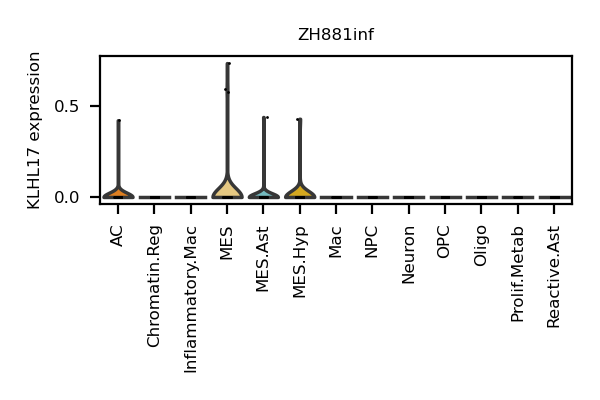 ZH881inf
KLHL17 expression
0.5
0.0
AC
Chromatin.Reg
Inflammatory.Mac
MES
MES.Ast
MES.Hyp
Mac
NPC
Neuron
OPC
Oligo
Prolif.Metab
Reactive.Ast